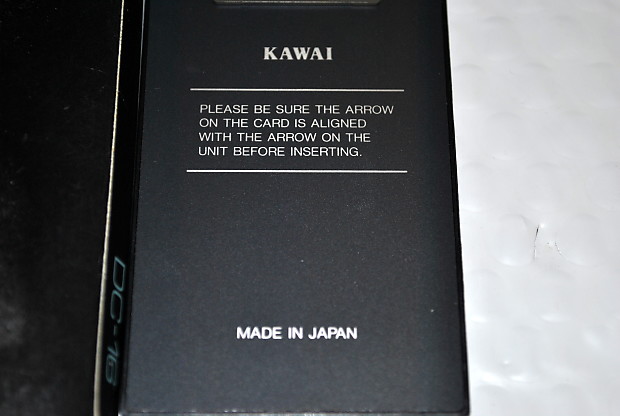 KAWAI
PLEASE BE SURE THE ARROW
ON THE CARD IS ALIGNED
WITH THE ARROW ON THE
UNIT BEFORE INSERTING.
MADE IN JAPAN
DC-16